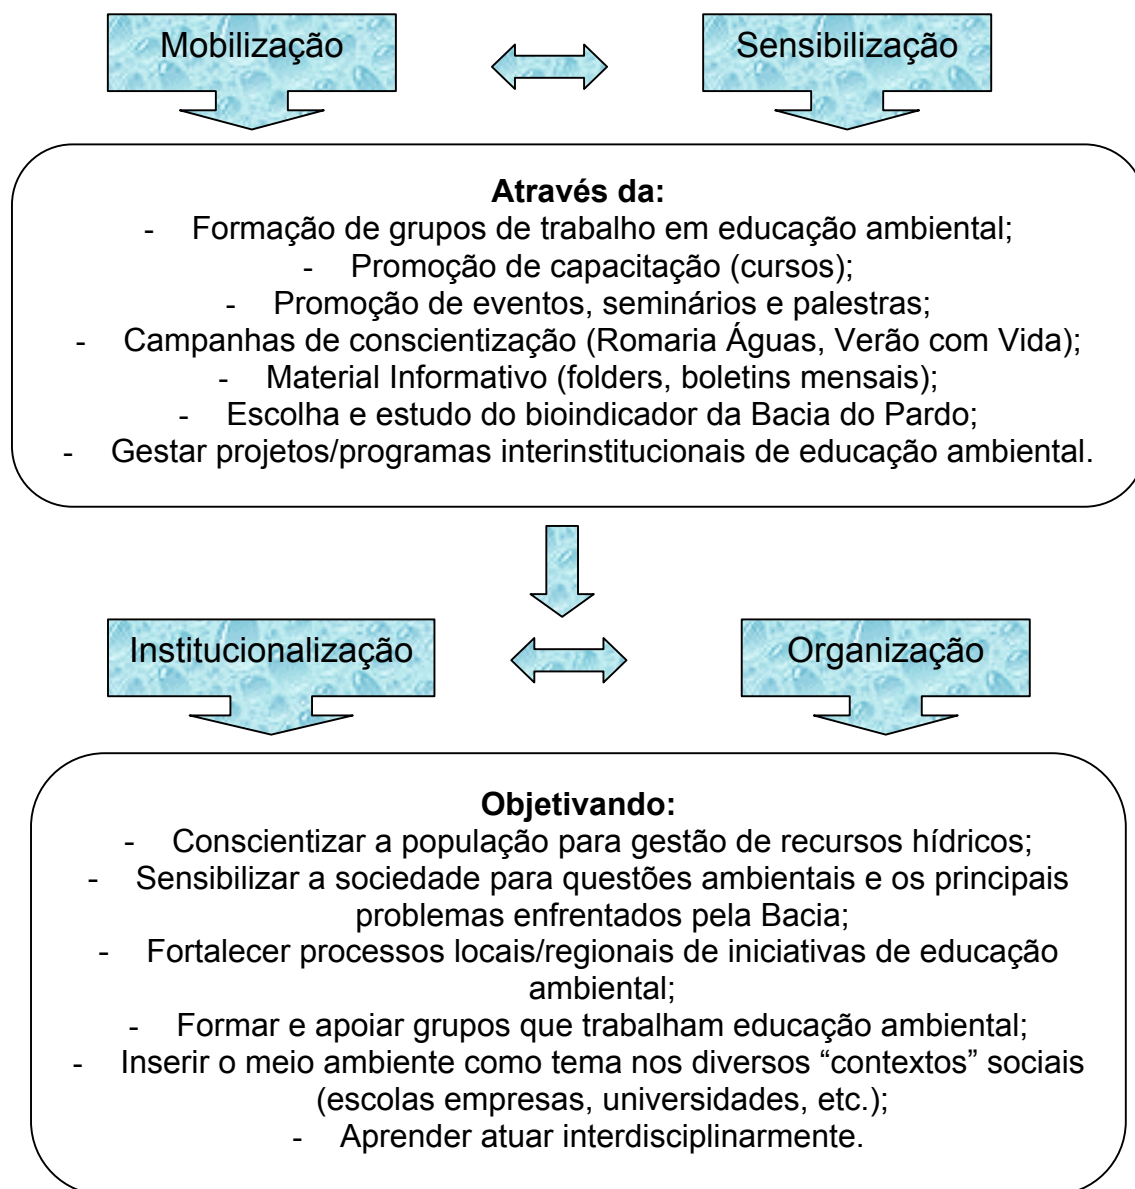 Mobilização
Sensibilização
Através da:
- Formação de grupos de trabalho em educação ambiental;
- Promoção de capacitação (cursos);
- Promoção de eventos, seminários e palestras;
- Campanhas de conscientização (Romaria Águas, Verão com Vida);
- Material Informativo (folders, boletins mensais);
- Escolha e estudo do bioindicador da Bacia do Pardo;
- Gestar projetos/programas interinstitucionais de educação ambiental.
Institucionalização
Organização
Objetivando:
- Conscientizar a população para gestão de recursos hídricos;
- Sensibilizar a sociedade para questões ambientais e os principais
problemas enfrentados pela Bacia;
- Fortalecer processos locais/regionais de iniciativas de educação
ambiental;
- Formar e apoiar grupos que trabalham educação ambiental;
- Inserir o meio ambiente como tema nos diversos “contextos” sociais
(escolas empresas, universidades, etc.);
- Aprender atuar interdisciplinarmente.